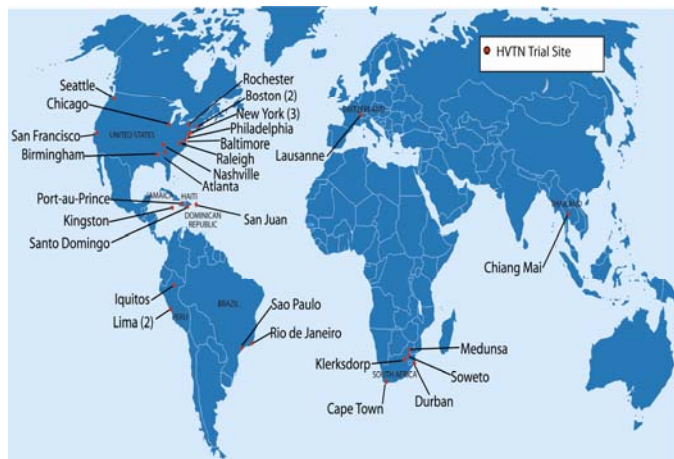 HVTN Trial Site
Seattle
Chicago
San Francisco
Birmingham
UNITED STATES
Rochester
Boston (2)
New York (3)
Philadelphia
Baltimore
Raleigh
Nashville
Atlanta
Port-au-Prince
Kingston
Santo Domingo
JAMAICA
HAITI
DOMINICAN
REPUBLIC
San Juan
Iquitos
Lima (2)
PERU
BRAZIL
Sao Paulo
Rio de Janeiro
SWITZERLAND
Lausanne
THAILAND
Chiang Mai
Klerksdorp
SOUTH AFRICA
Cape Town
Medunsa
Soweto
Durban